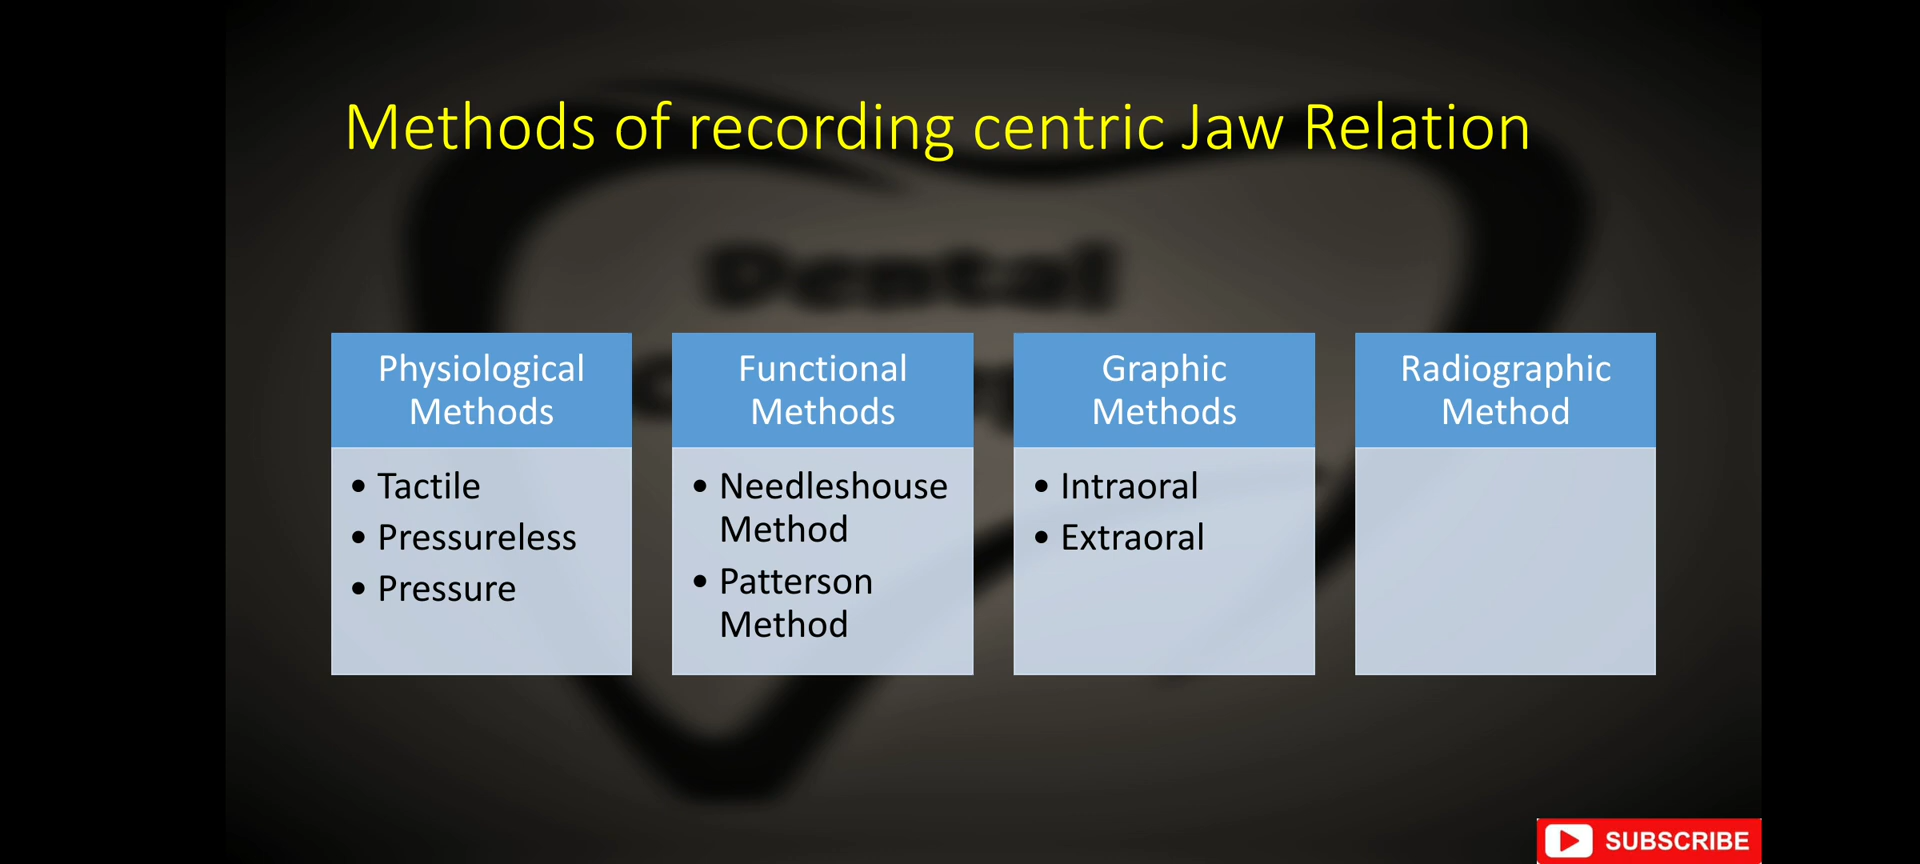 Methods of recording centric Jaw Relation
Dental
Physiological
Methods
• Tactile
• Pressureless
• Pressure
Functional
Methods
• Needleshouse
Method
• Patterson
Method
Graphic
Methods
• Intraoral
• Extraoral
Radiographic
Method
SUBSCRIBE